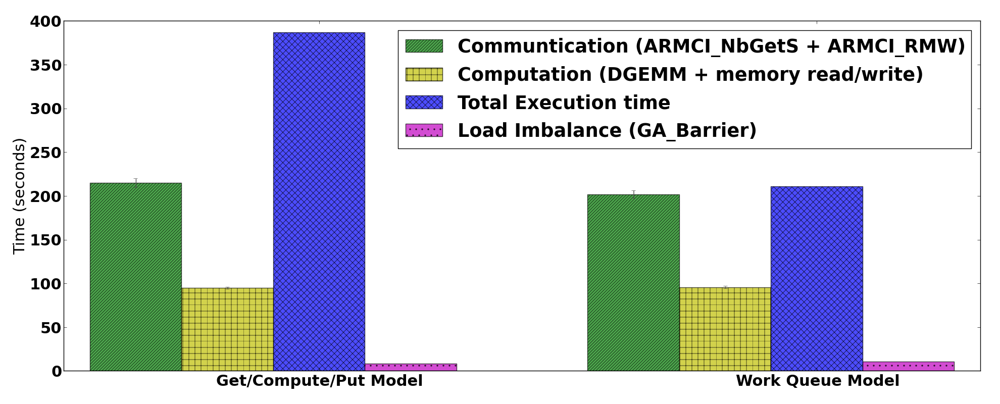 400
350
300
250
200
150
100
50
0
Time (seconds)
Communtication (ARMCI_NbGetS + ARMCI_RMW)
Computation (DGEMM + memory read/write)
Total Execution time
Load Imbalance (GA_Barrier)
Get/Compute/Put Model
Work Queue Model